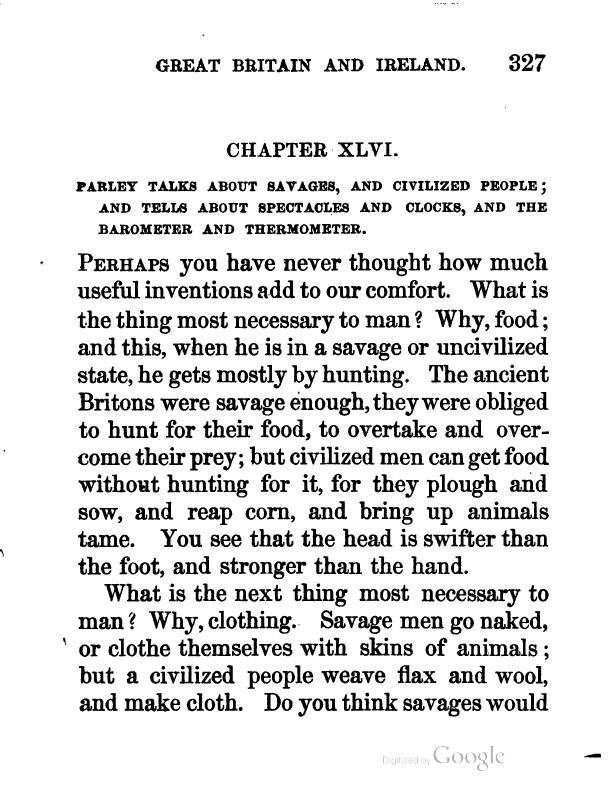 GREAT BRITAIN AND IRELAND. 327
CHAPTER XLVI.
PARLEY TALKS ABOUT SAVAGES, AND CIVILIZED PEOPLE;
AND TELLS ABOUT SPECTACLES AND CLOCKS, AND THE
BAROMETER AND THERMOMETER.
PERHAPS you have never thought how much
useful inventions add to our comfort. What is
the thing most necessary to man? Why, food;
and this, when he is in a savage or uncivilized
state, he gets mostly by hunting. The ancient
Britons were savage enough, they were obliged
to hunt for their food, to overtake and over-
come their prey; but civilized men can get food
without hunting for it, for they plough and
sow, and reap corn, and bring up animals
tame. You see that the head is swifter than
the foot, and stronger than the hand.
What is the next thing most necessary to
man? Why, clothing. Savage men go naked,
or clothe themselves with skins of animals;
but a civilized people weave flax and wool,
and make cloth. Do you think savages would
Digitized by Google